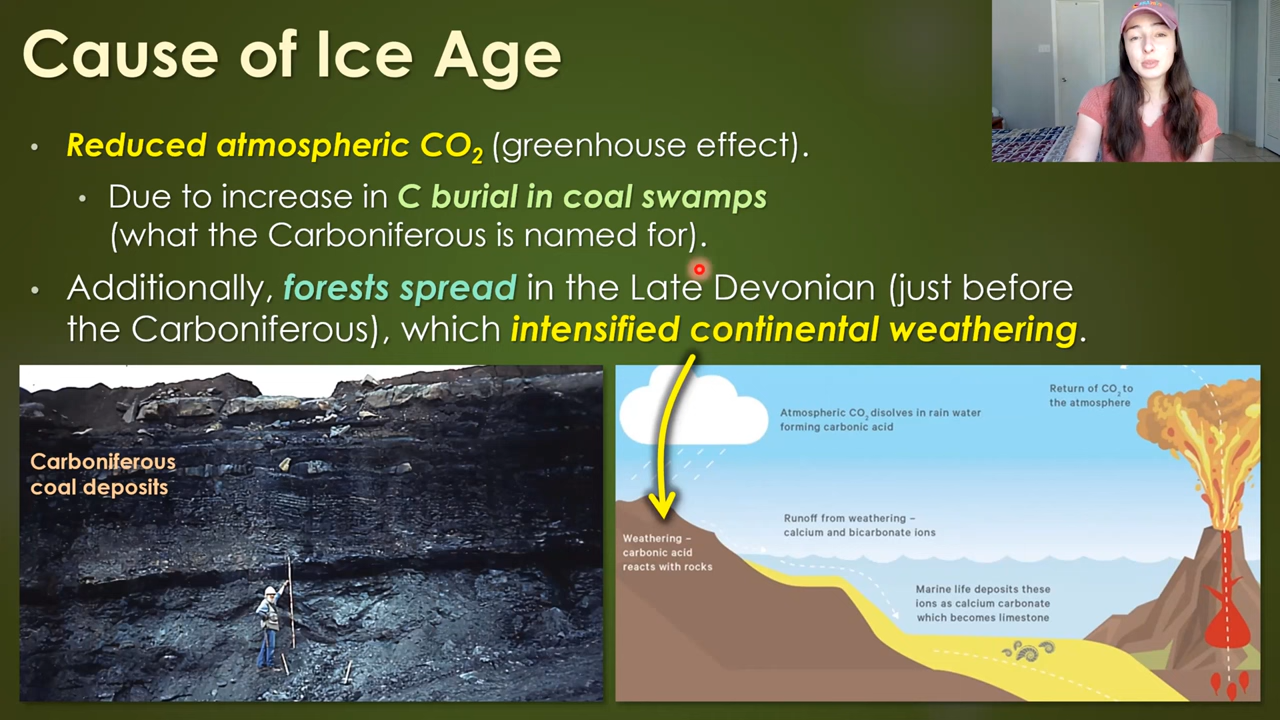 Cause of Ice Age
• Reduced atmospheric CO₂ (greenhouse effect).
• Due to increase in C burial in coal swamps
(what the Carboniferous is named for).
• Additionally, forests spread in the Late Devonian (just before
the Carboniferous), which intensified continental weathering.
Carboniferous
coal deposits
Atmospheric CO₂ disolves in rain water
forming carbonic acid
Return of CO₂ to
the atmosphere
Weathering –
carbonic acid
reacts with rocks
Runoff from weathering –
calcium and bicarbonate ions
Marine life deposits these
ions as calcium carbonate
which becomes limestone